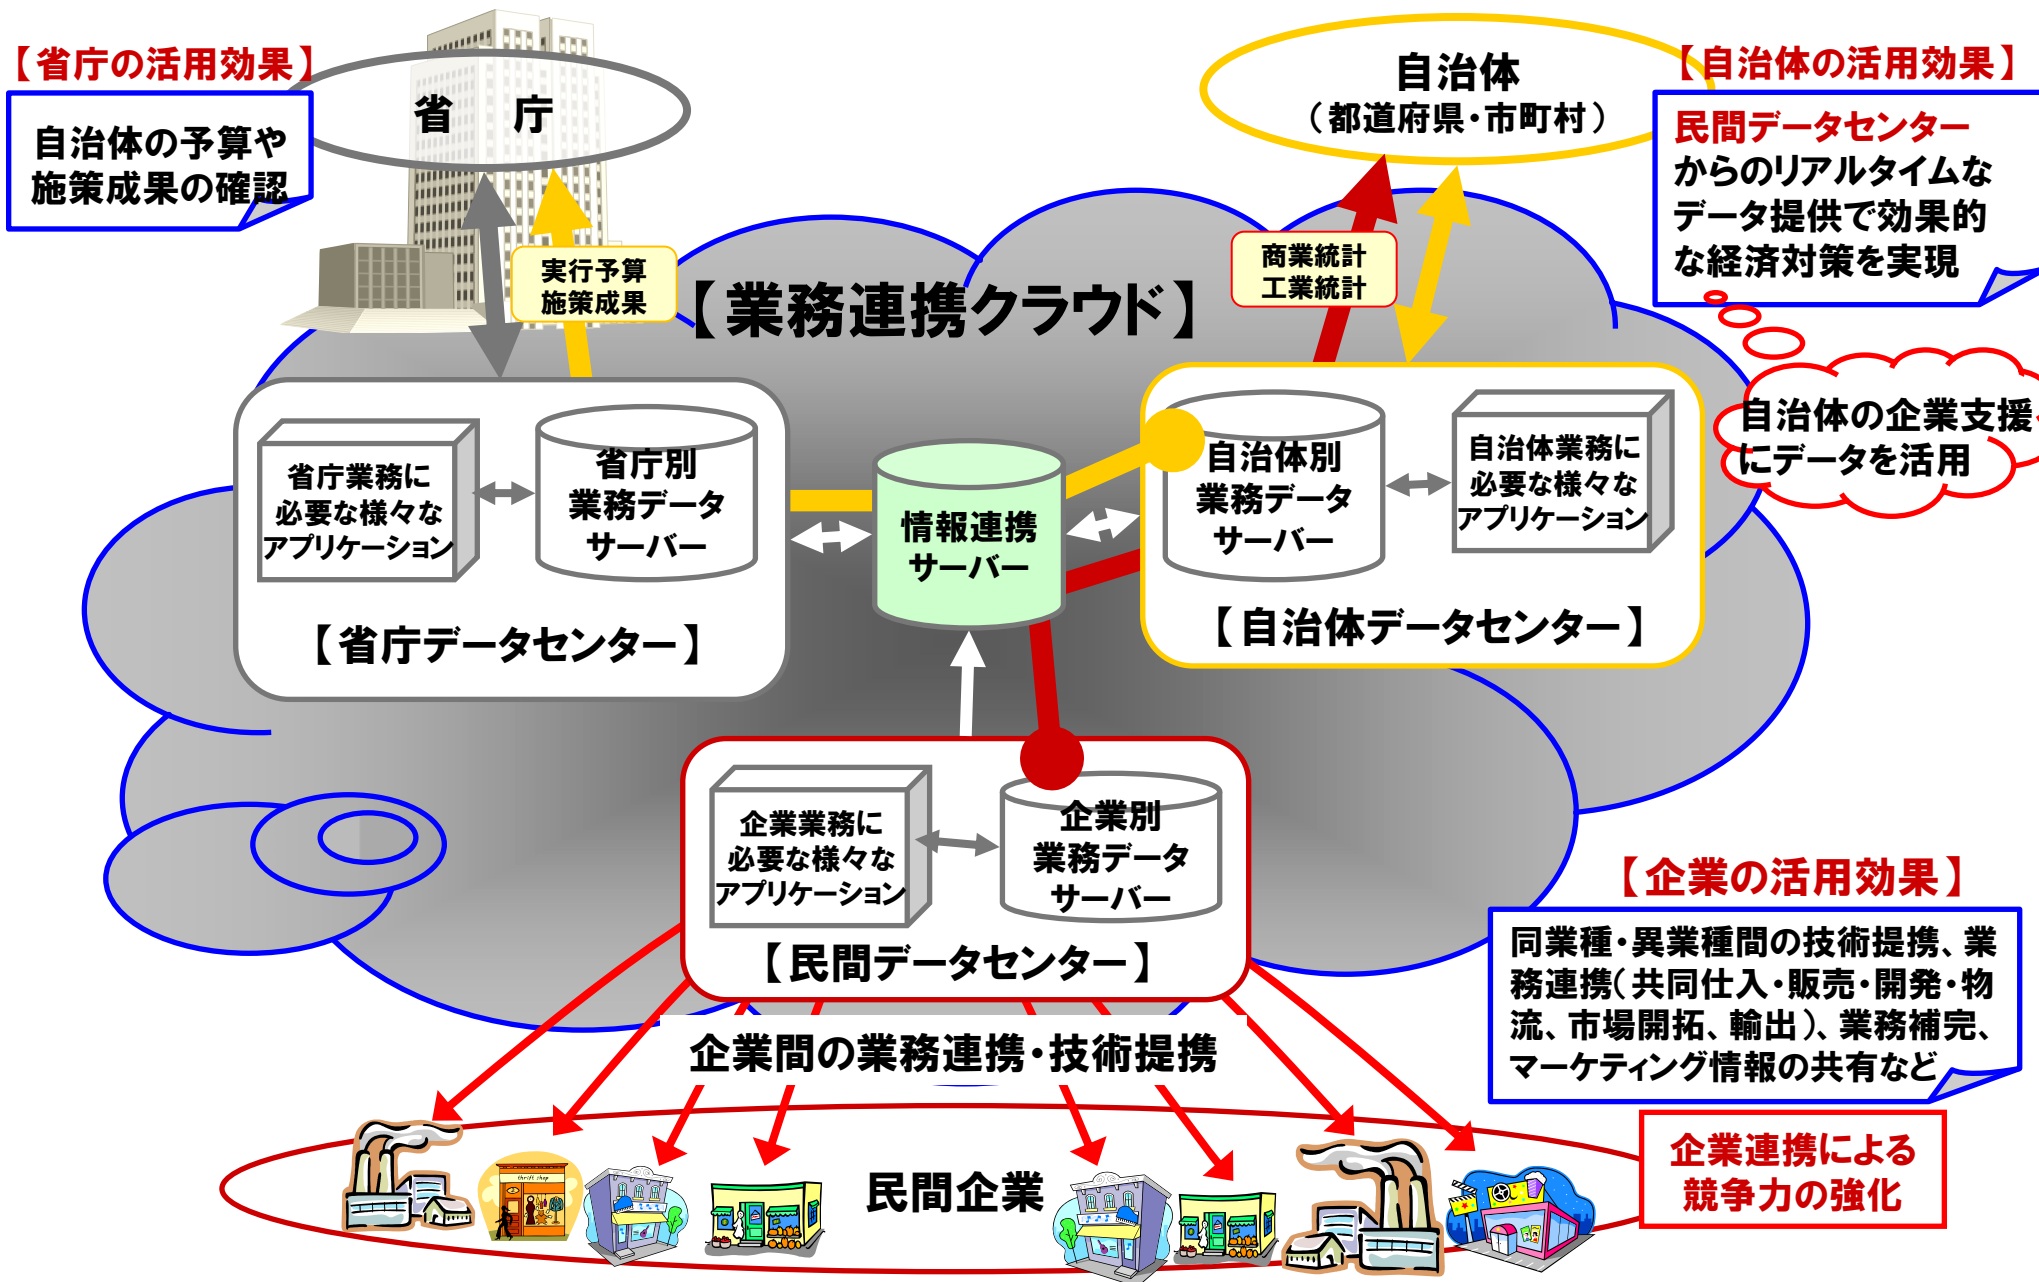 【省庁の活用効果】
自治体の予算や
施策成果の確認
省　庁
実行予算
施策成果
自治体
（都道府県・市町村）
商業統計
工業統計
【自治体の活用効果】
民間データセンター
からのリアルタイムな
データ提供で効果的
な経済対策を実現
自治体の企業支援
にデータを活用
【業務連携クラウド】
省庁業務に
必要な様々な
アプリケーション
省庁別
業務データ
サーバー
【省庁データセンター】
情報連携
サーバー
自治体別
業務データ
サーバー
自治体業務に
必要な様々な
アプリケーション
【自治体データセンター】
企業業務に
必要な様々な
アプリケーション
企業別
業務データ
サーバー
【民間データセンター】
【企業の活用効果】
同業種・異業種間の技術提携、業
務連携（共同仕入・販売・開発・物
流、市場開拓、輸出）、業務補完、
マーケティング情報の共有など
企業間の業務連携・技術提携
thrift shop
民間企業
企業連携による
競争力の強化